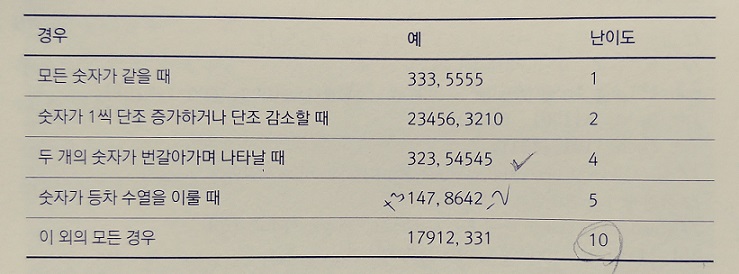 경우 예 난이도
모든 숫자가 같을 때 333, 5555 1
숫자가 1씩 단조 증가하거나 단조 감소할 때 23456, 3210 2
두 개의 숫자가 번갈아가며 나타날 때 323, 54545 4
숫자가 등차 수열을 이룰 때 147, 8642 5
이 외의 모든 경우 17912, 331 10